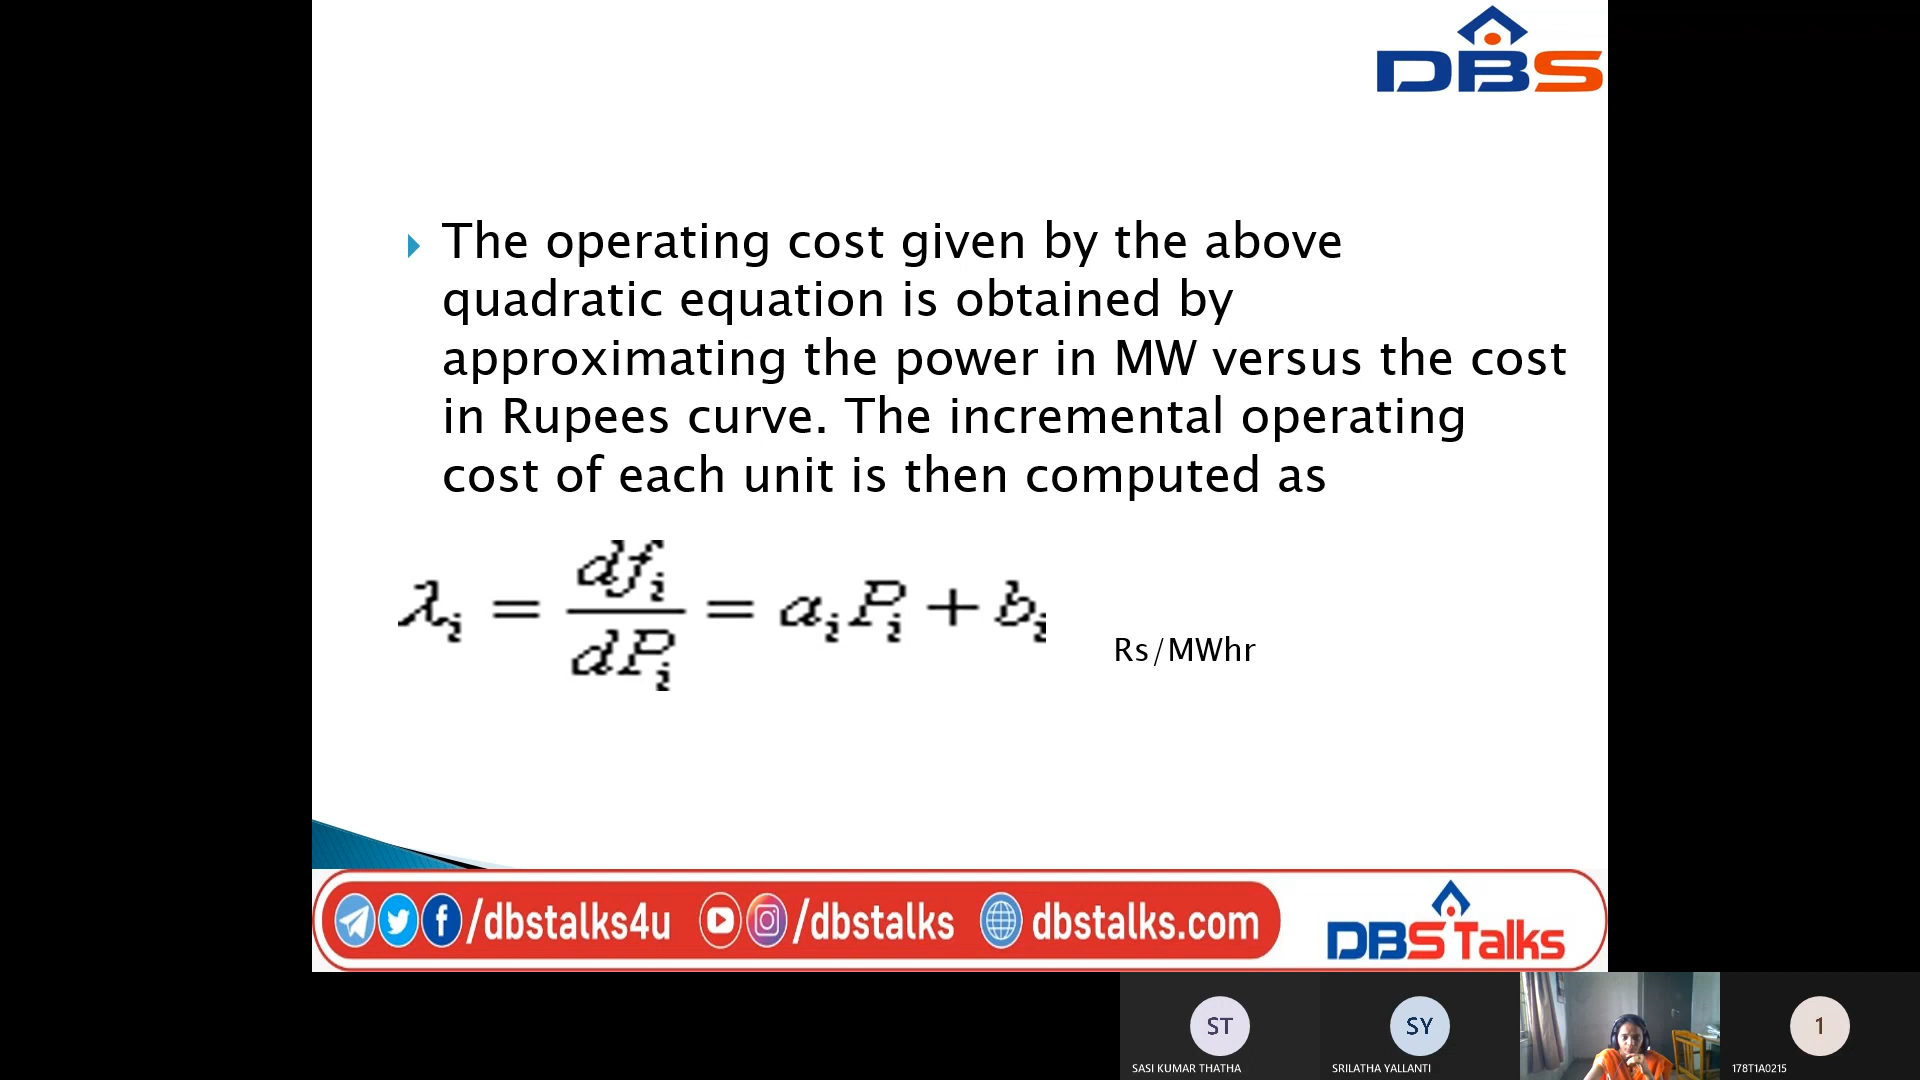 DBS
The operating cost given by the above
quadratic equation is obtained by
approximating the power in MW versus the cost
in Rupees curve. The incremental operating
cost of each unit is then computed as
λᵢ = dfᵢ/dPᵢ = aᵢPᵢ + bᵢ
Rs/MWhr
/dbstalks4u /dbstalks dbstalks.com
DBS Talks
ST SY 1
SASI KUMAR THATHA SRILATHA YALLANTI 178T1A0215